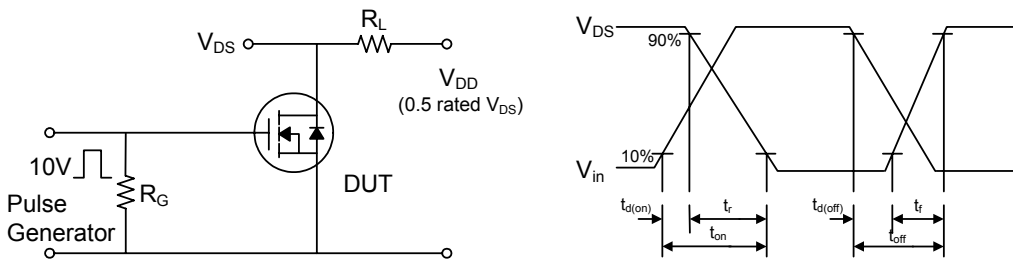 R_L
V_DS
V_DD
(0.5 rated V_DS)
10V
R_G
DUT
Pulse
Generator
V_DS
90%
V_in
10%
t_d(on)
t_r
t_on
t_d(off)
t_f
t_off